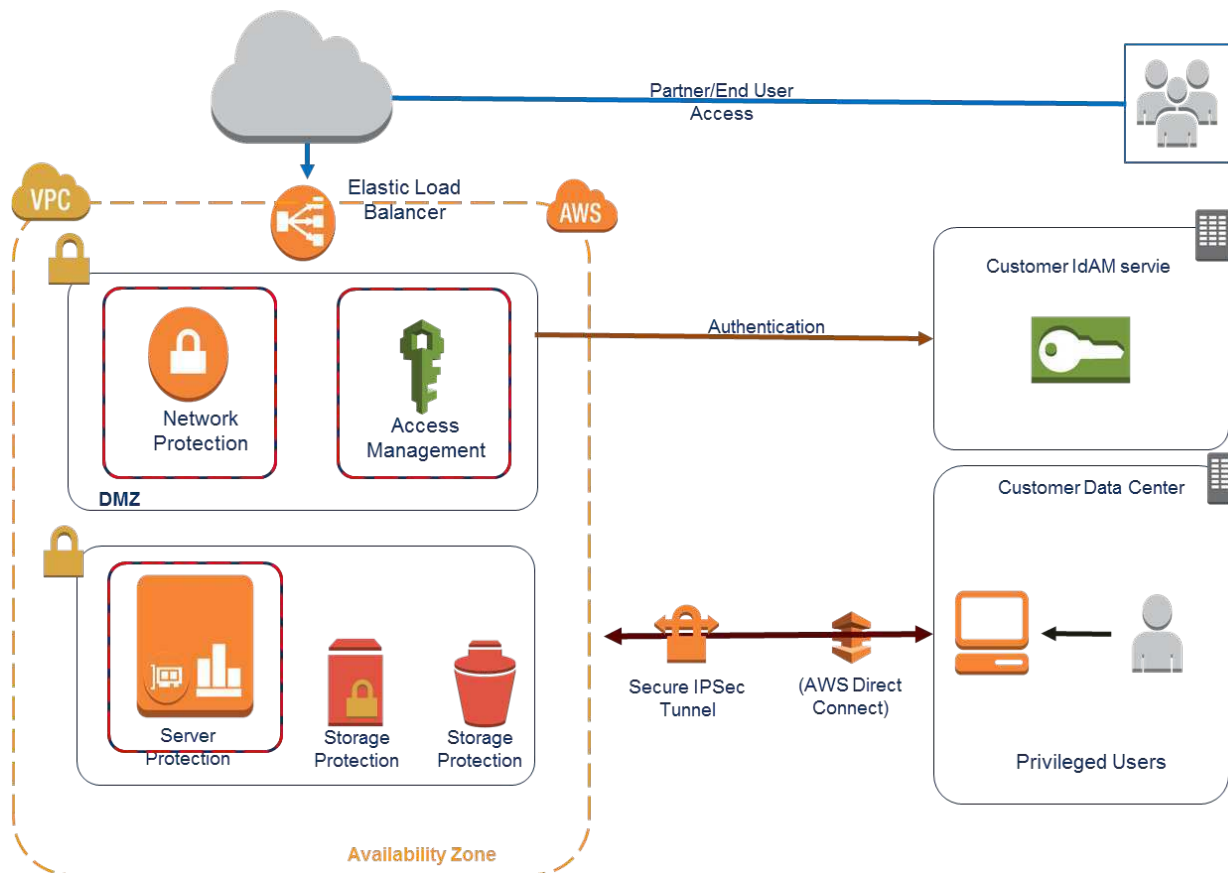 Partner/End User
Access
VPC
Elastic Load
Balancer
AWS
Customer IdAM servie
Authentication
Network
Protection
Access
Management
DMZ
Customer Data Center
Secure IPSec
Tunnel
(AWS Direct
Connect)
Server
Protection
Storage
Protection
Storage
Protection
Privileged Users
Availability Zone